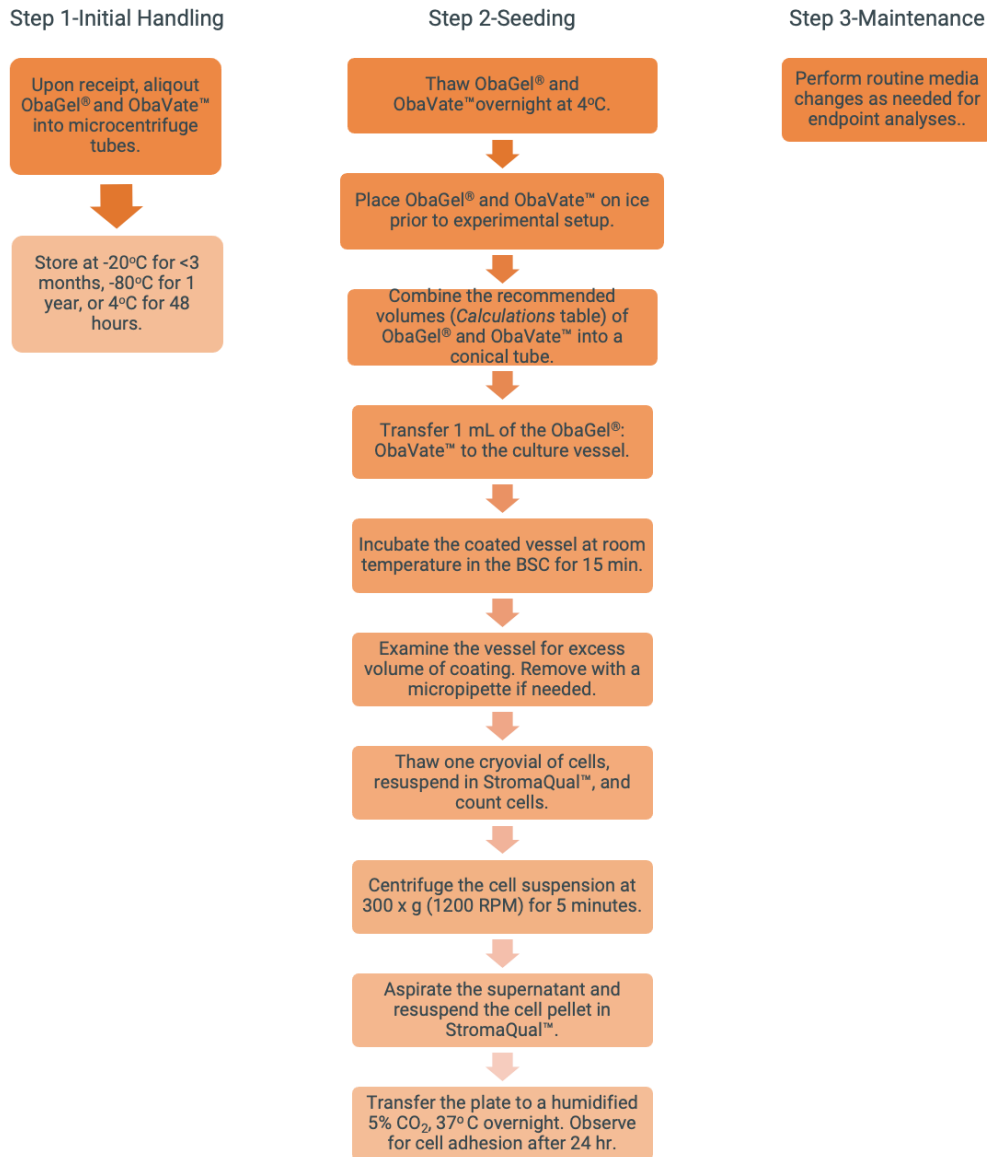 Step 1-Initial Handling
Upon receipt, aliqout
ObaGel® and ObaVate™
into microcentrifuge
tubes.
Store at -20ºC for <3
months, -80ºC for 1
year, or 4ºC for 48
hours.
Step 2-Seeding
Thaw ObaGel® and
ObaVate™overnight at 4ºC.
Place ObaGel® and ObaVate™ on ice
prior to experimental setup.
Combine the recommended
volumes (Calculations table) of
ObaGel® and ObaVate™ into a
conical tube.
Transfer 1 mL of the ObaGel®:
ObaVate™ to the culture vessel.
Incubate the coated vessel at room
temperature in the BSC for 15 min.
Examine the vessel for excess
volume of coating. Remove with a
micropipette if needed.
Thaw one cryovial of cells,
resuspend in StromaQual™, and
count cells.
Centrifuge the cell suspension at
300 x g (1200 RPM) for 5 minutes.
Aspirate the supernatant and
resuspend the cell pellet in
StromaQual™.
Transfer the plate to a humidified
5% CO₂, 37º C overnight. Observe
for cell adhesion after 24 hr.
Step 3-Maintenance
Perform routine media
changes as needed for
endpoint analyses..